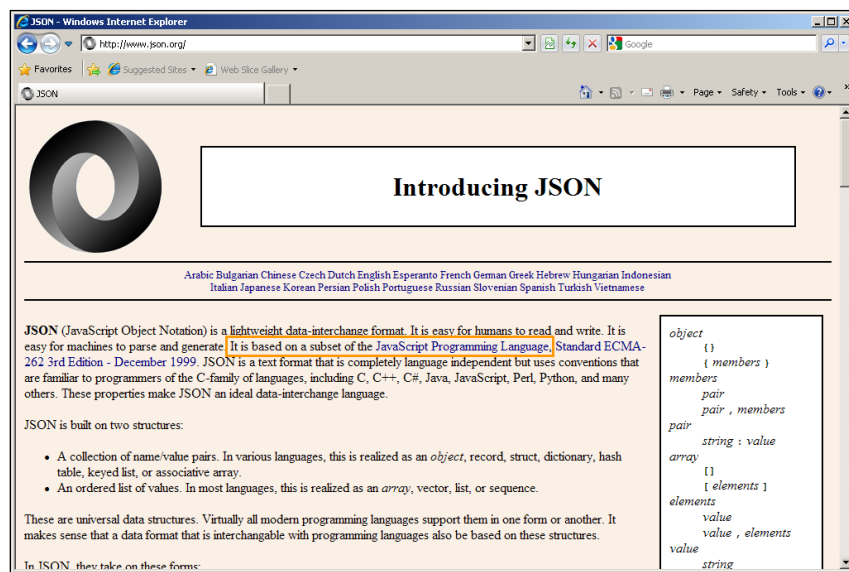 JSON - Windows Internet Explorer
http://www.json.org/
Google
Favorites
Suggested Sites
Web Slice Gallery
JSON
Page
Safety
Tools
Introducing JSON
Arabic Bulgarian Chinese Czech Dutch English Esperanto French German Greek Hebrew Hungarian Indonesian
Italian Japanese Korean Persian Polish Portuguese Russian Slovenian Spanish Turkish Vietnamese
JSON (JavaScript Object Notation) is a lightweight data-interchange format. It is easy for humans to read and write. It is
easy for machines to parse and generate. It is based on a subset of the JavaScript Programming Language, Standard ECMA-
262 3rd Edition - December 1999. JSON is a text format that is completely language independent but uses conventions that
are familiar to programmers of the C-family of languages, including C, C++, C#, Java, JavaScript, Perl, Python, and many
others. These properties make JSON an ideal data-interchange language.
JSON is built on two structures:
• A collection of name/value pairs. In various languages, this is realized as an object, record, struct, dictionary, hash
table, keyed list, or associative array.
• An ordered list of values. In most languages, this is realized as an array, vector, list, or sequence.
These are universal data structures. Virtually all modern programming languages support them in one form or another. It
makes sense that a data format that is interchangable with programming languages also be based on these structures.
In JSON, they take on these forms:
object
{}
{ members }
members
pair
pair , members
pair
string : value
array
[]
[ elements ]
elements
value
value , elements
value
string